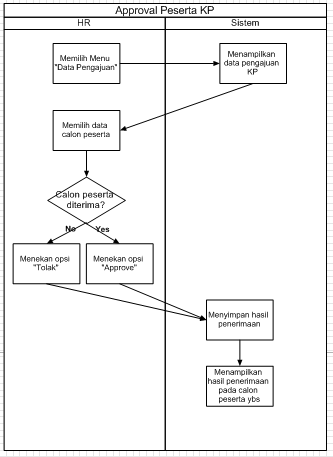 Approval Peserta KP
HR
Sistem
Memilih Menu
"Data Pengajuan"
Menampilkan
data pengajuan
KP
Memilih data
calon peserta
Calon peserta
diterima?
No
Yes
Menekan opsi
"Tolak"
Menekan opsi
"Approve"
Menyimpan hasil
penerimaan
Menampilkan
hasil penerimaan
pada calon
peserta ybs